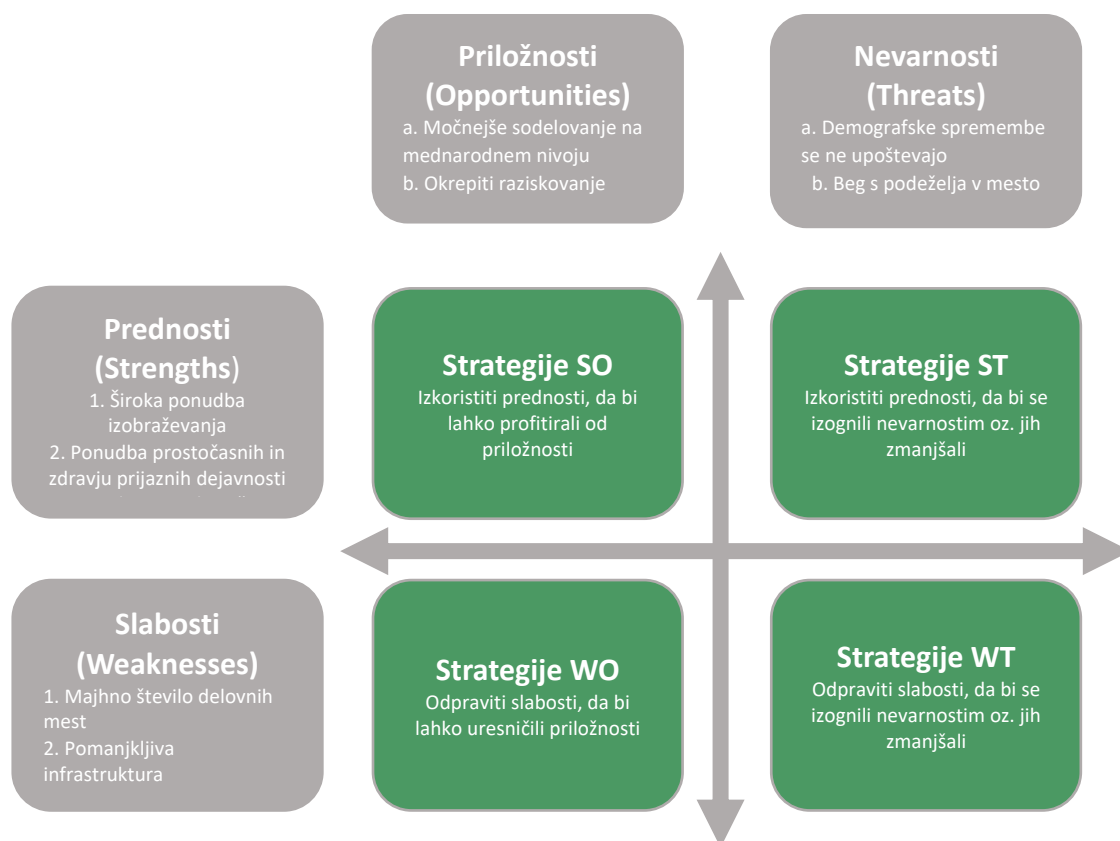 Priložnosti
(Opportunities)
a. Močnejše sodelovanje na
mednarodnem nivoju
b. Okrepiti raziskovanje
Nevarnosti
(Threats)
a. Demografske spremembe
se ne upoštevajo
b. Beg s podeželja v mesto
Prednosti
(Strengths)
1. Široka ponudba
izobraževanja
2. Ponudba prostočasnih in
zdravju prijaznih dejavnosti
Strategije SO
Izkoristiti prednosti, da bi
lahko profitirali od
priložnosti
Strategije ST
Izkoristiti prednosti, da bi se
izognili nevarnostim oz. jih
zmanjšali
Slabosti
(Weaknesses)
1. Majhno število delovnih
mest
2. Pomanjkljiva
infrastruktura
Strategije WO
Odpraviti slabosti, da bi
lahko uresničili priložnosti
Strategije WT
Odpraviti slabosti, da bi se
izognili nevarnostim oz. jih
zmanjšali